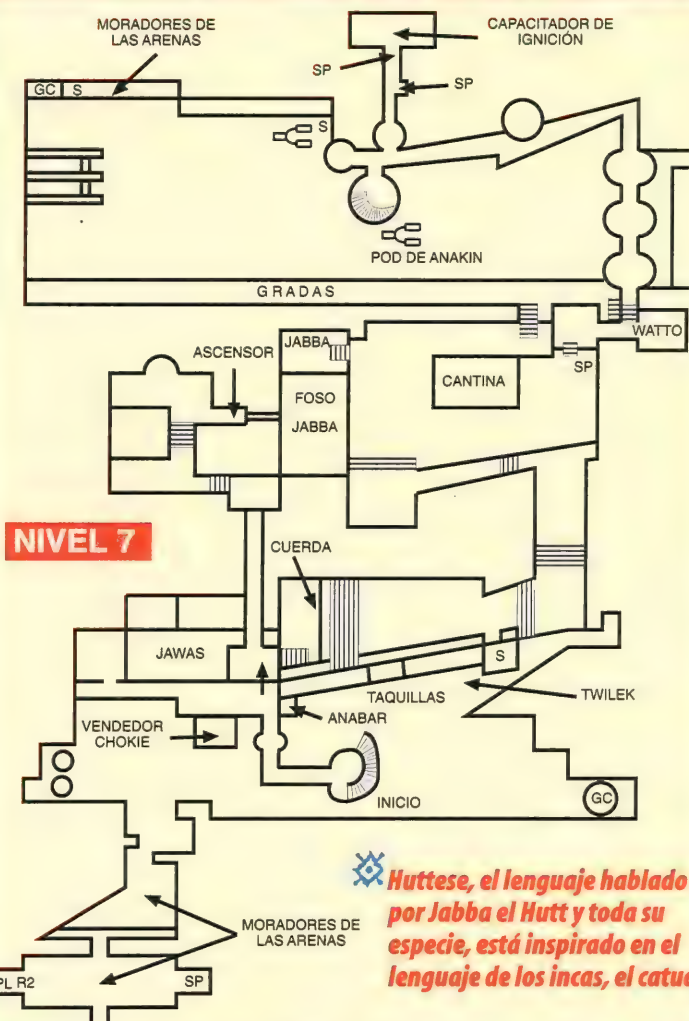 MORADORES DE
LAS ARENAS
CAPACITADOR DE
IGNICIÓN
SP
SP
GC
S
S
POD DE ANAKIN
GRADAS
WATTO
SP
ASCENSOR
JABBA
CANTINA
FOSO
JABBA
NIVEL 7
CUERDA
JAWAS
S
TAQUILLAS
TWILEK
ANABAR
VENDEDOR
CHOKIE
INICIO
GC
MORADORES DE
LAS ARENAS
PL R2
SP
Huttese, el lenguaje hablado
por Jabba el Hutt y toda su
especie, está inspirado en el
lenguaje de los incas, el